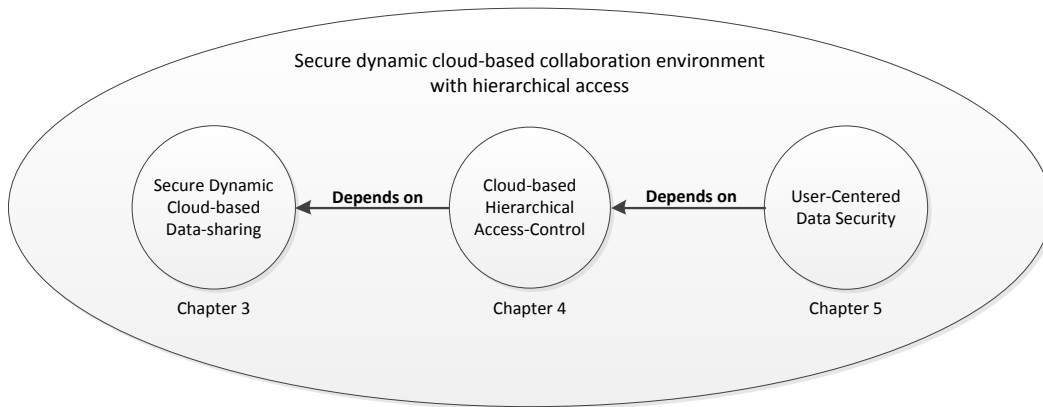 Secure dynamic cloud-based collaboration environment
with hierarchical access
Secure Dynamic
Cloud-based
Data-sharing
Depends on
Cloud-based
Hierarchical
Access-Control
Depends on
User-Centered
Data Security
Chapter 3
Chapter 4
Chapter 5